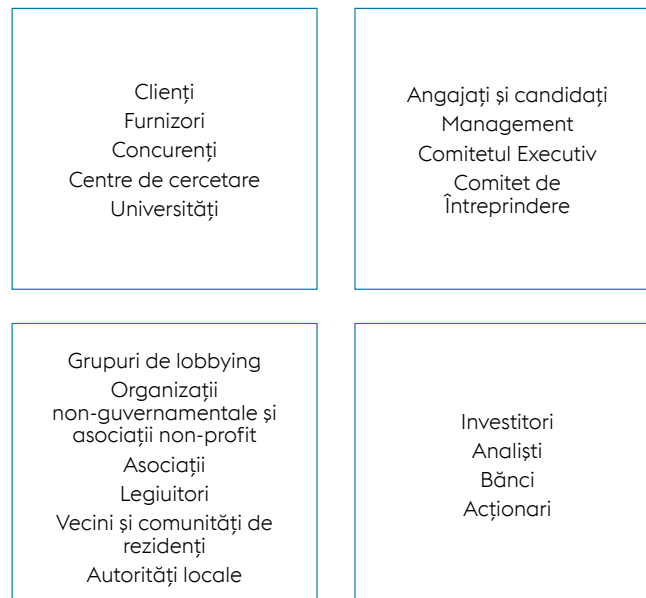 Clienți
Furnizori
Concurenți
Centre de cercetare
Universități
Angajați și candidați
Management
Comitetul Executiv
Comitet de
Întreprindere
Grupuri de lobbying
Organizații
non-guvernamentale și
asociații non-profit
Asociații
Legiuitori
Vecini și comunități de
rezidenți
Autorități locale
Investitori
Analiști
Bănci
Acționari